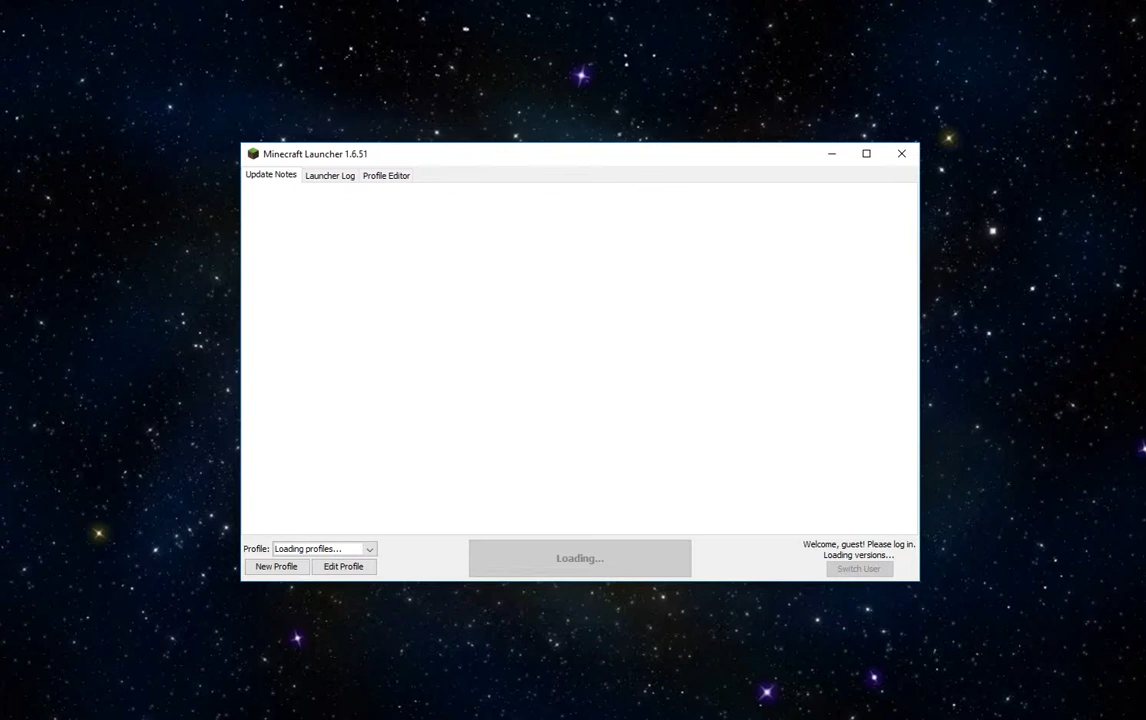 Minecraft Launcher 1.6.51
Update Notes Launcher Log Profile Editor
Profile: Loading profiles...
New Profile Edit Profile
Loading...
Welcome, guest! Please log in.
Loading versions...
Switch User